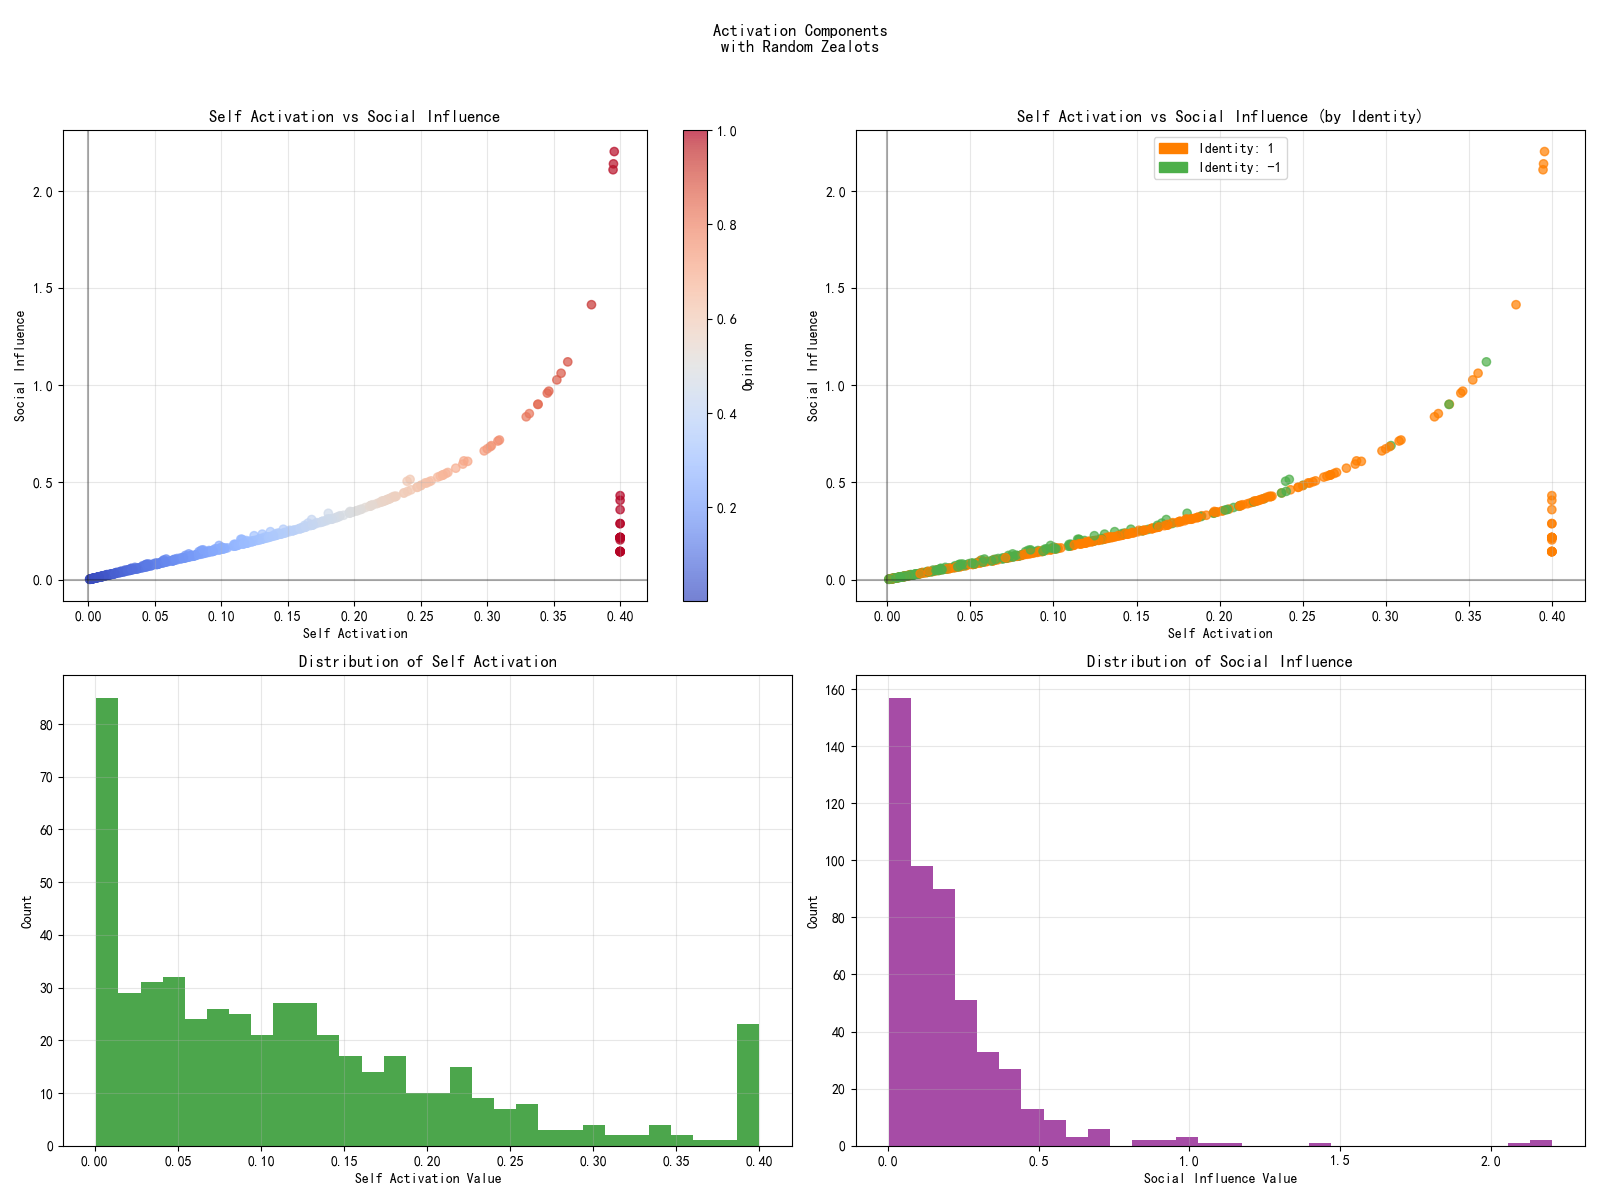 Activation Components
with Random Zealots
Self Activation vs Social Influence
Social Influence
2.0
1.5
1.0
0.5
0.0
0.00 0.05 0.10 0.15 0.20 0.25 0.30 0.35 0.40
Self Activation
1.0
0.8
0.6
0.4
0.2
Opinion
Self Activation vs Social Influence (by Identity)
Identity: 1
Identity: -1
Social Influence
2.0
1.5
1.0
0.5
0.0
0.00 0.05 0.10 0.15 0.20 0.25 0.30 0.35 0.40
Self Activation
Distribution of Self Activation
Count
80
70
60
50
40
30
20
10
0
0.00 0.05 0.10 0.15 0.20 0.25 0.30 0.35 0.40
Self Activation Value
Distribution of Social Influence
Count
160
140
120
100
80
60
40
20
0
0.0 0.5 1.0 1.5 2.0
Social Influence Value